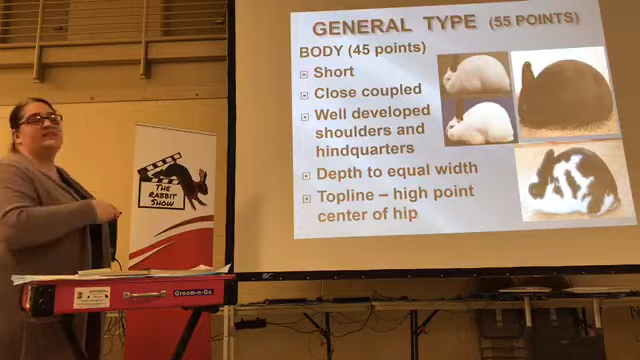 GENERAL TYPE (55 POINTS)
BODY (45 points)
Short
Close coupled
Well developed
shoulders and
hindquarters
Depth to equal width
Topline – high point
center of hip
The
Rabbit
Show
Groom-n-Go